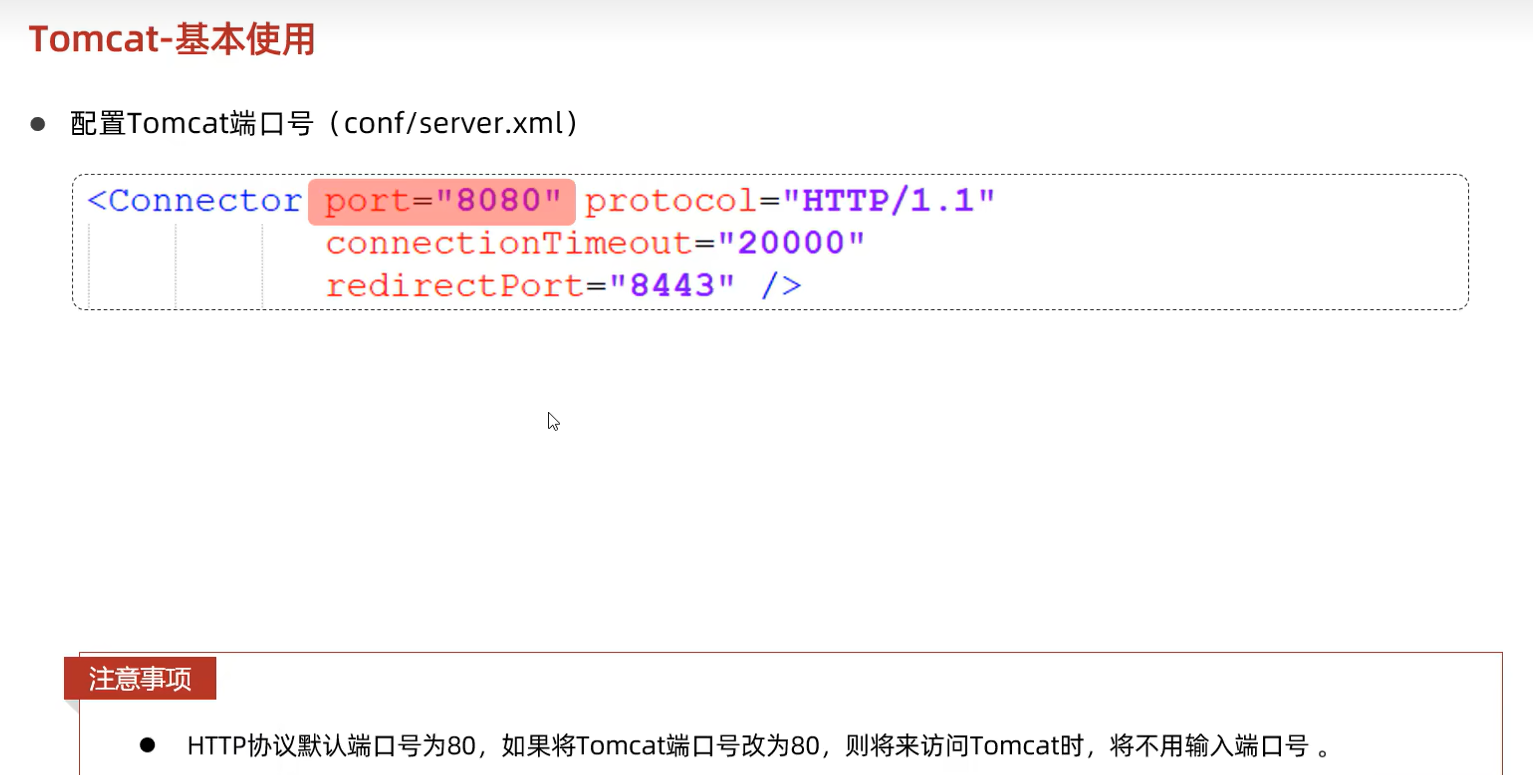 Tomcat-基本使用
● 配置Tomcat端口号（conf/server.xml）
<Connector port="8080" protocol="HTTP/1.1"
connectionTimeout="20000"
redirectPort="8443" />
注意事项
● HTTP协议默认端口号为80，如果将Tomcat端口号改为80，则将来访问Tomcat时，将不用输入端口号 。